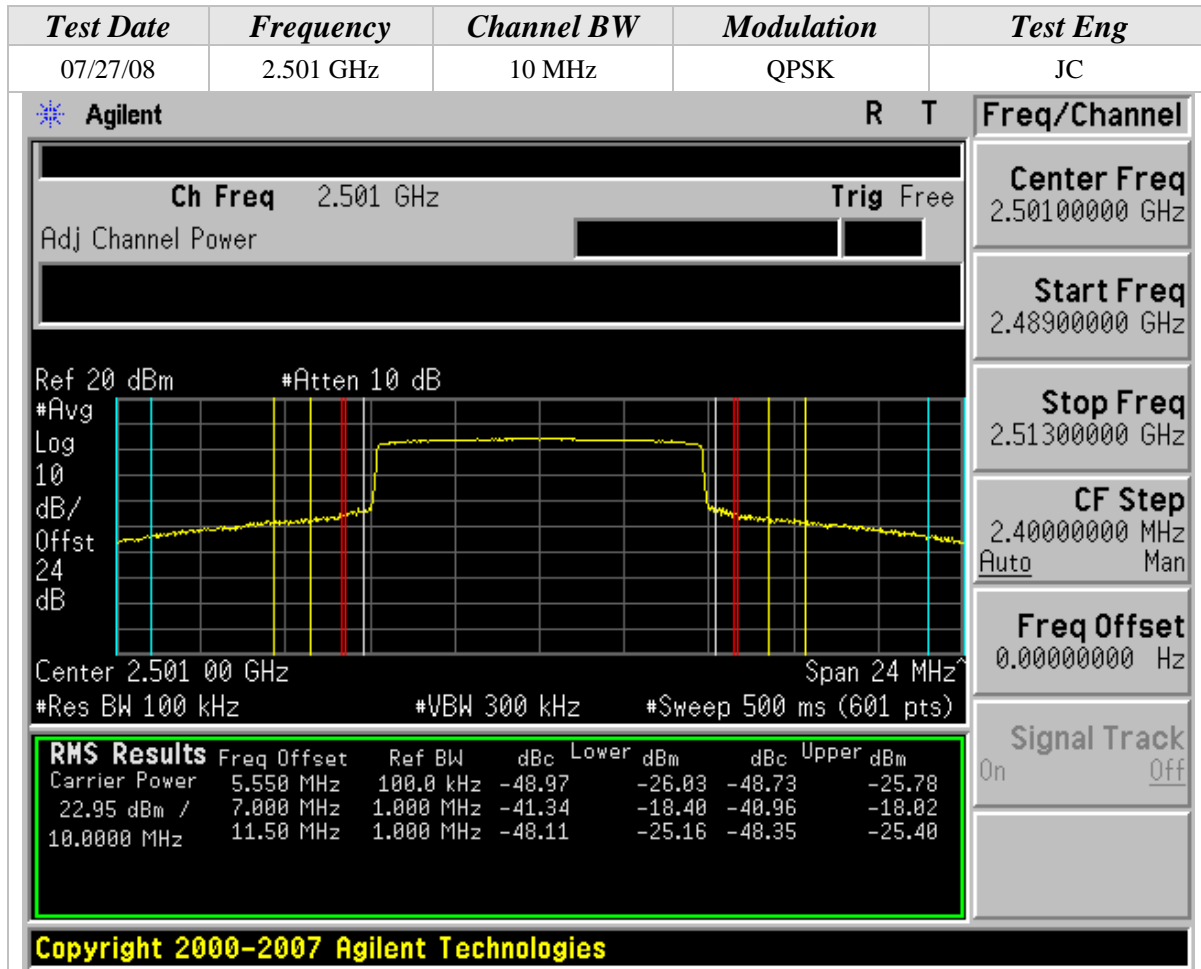 Test Date Frequency Channel BW Modulation Test Eng
07/27/08 2.501 GHz 10 MHz QPSK JC
Agilent R T Freq/Channel
Ch Freq 2.501 GHz Trig Free
Adj Channel Power
Center Freq
2.50100000 GHz
Start Freq
2.48900000 GHz
Stop Freq
2.51300000 GHz
CF Step
2.40000000 MHz
Auto Man
Freq Offset
0.00000000 Hz
Signal Track
On Off
Ref 20 dBm #Atten 10 dB
#Avg
Log
10
dB/
Offst
24
dB
Center 2.501 00 GHz Span 24 MHz^
#Res BW 100 kHz #VBW 300 kHz #Sweep 500 ms (601 pts)
RMS Results Freq Offset Ref BW dBc Lower dBm dBc Upper dBm
Carrier Power 5.550 MHz 100.0 kHz -48.97 -26.03 -48.73 -25.78
22.95 dBm / 7.000 MHz 1.000 MHz -41.34 -18.40 -40.96 -18.02
10.0000 MHz 11.50 MHz 1.000 MHz -48.11 -25.16 -48.35 -25.40
Copyright 2000-2007 Agilent Technologies